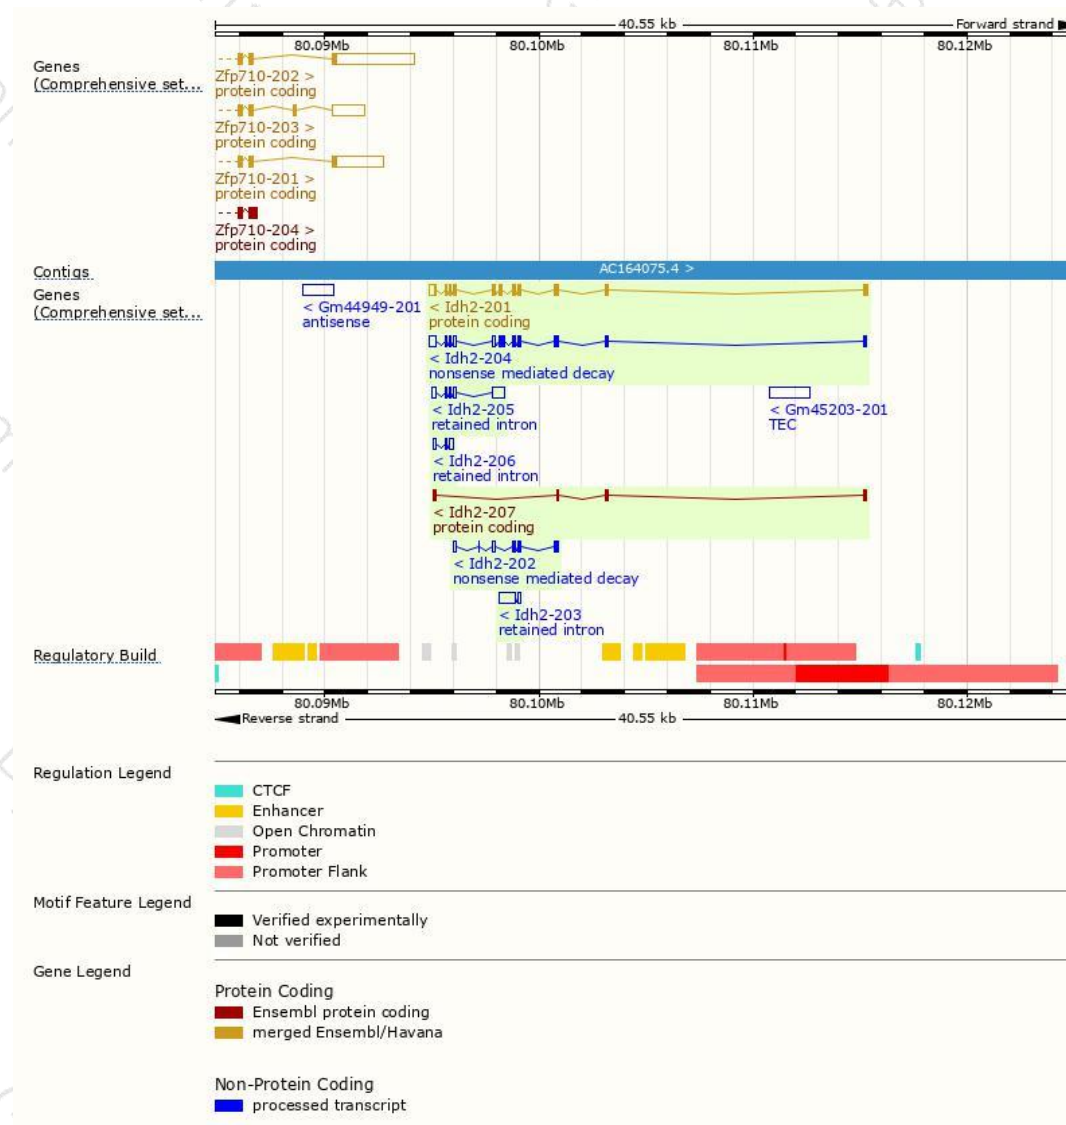 40.55 kb
Forward strand
80.09Mb 80.10Mb 80.11Mb 80.12Mb
Genes
(Comprehensive set...
Zfp710-202 >
protein coding
Zfp710-203 >
protein coding
Zfp710-201 >
protein coding
Zfp710-204 >
protein coding
Contigs
AC164075.4 >
Genes
(Comprehensive set...
< Gm44949-201
antisense
< Idh2-201
protein coding
< Idh2-204
nonsense mediated decay
< Idh2-205
retained intron
< Gm45203-201
TEC
< Idh2-206
retained intron
< Idh2-207
protein coding
< Idh2-202
nonsense mediated decay
< Idh2-203
retained intron
Regulatory Build
80.09Mb 80.10Mb 80.11Mb 80.12Mb
Reverse strand
40.55 kb
Regulation Legend
CTCF
Enhancer
Open Chromatin
Promoter
Promoter Flank
Motif Feature Legend
Verified experimentally
Not verified
Gene Legend
Protein Coding
Ensembl protein coding
merged Ensembl/Havana
Non-Protein Coding
processed transcript